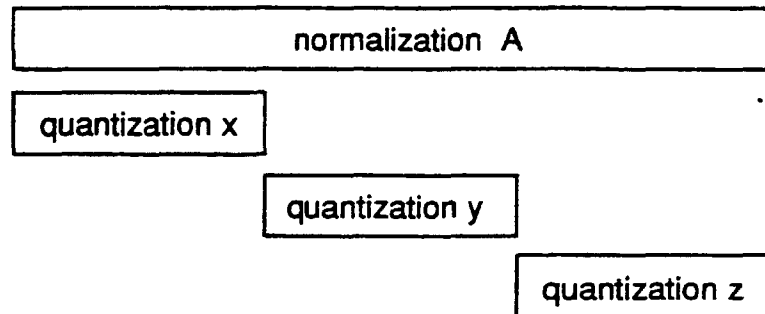 normalization A
quantization x
quantization y
quantization z